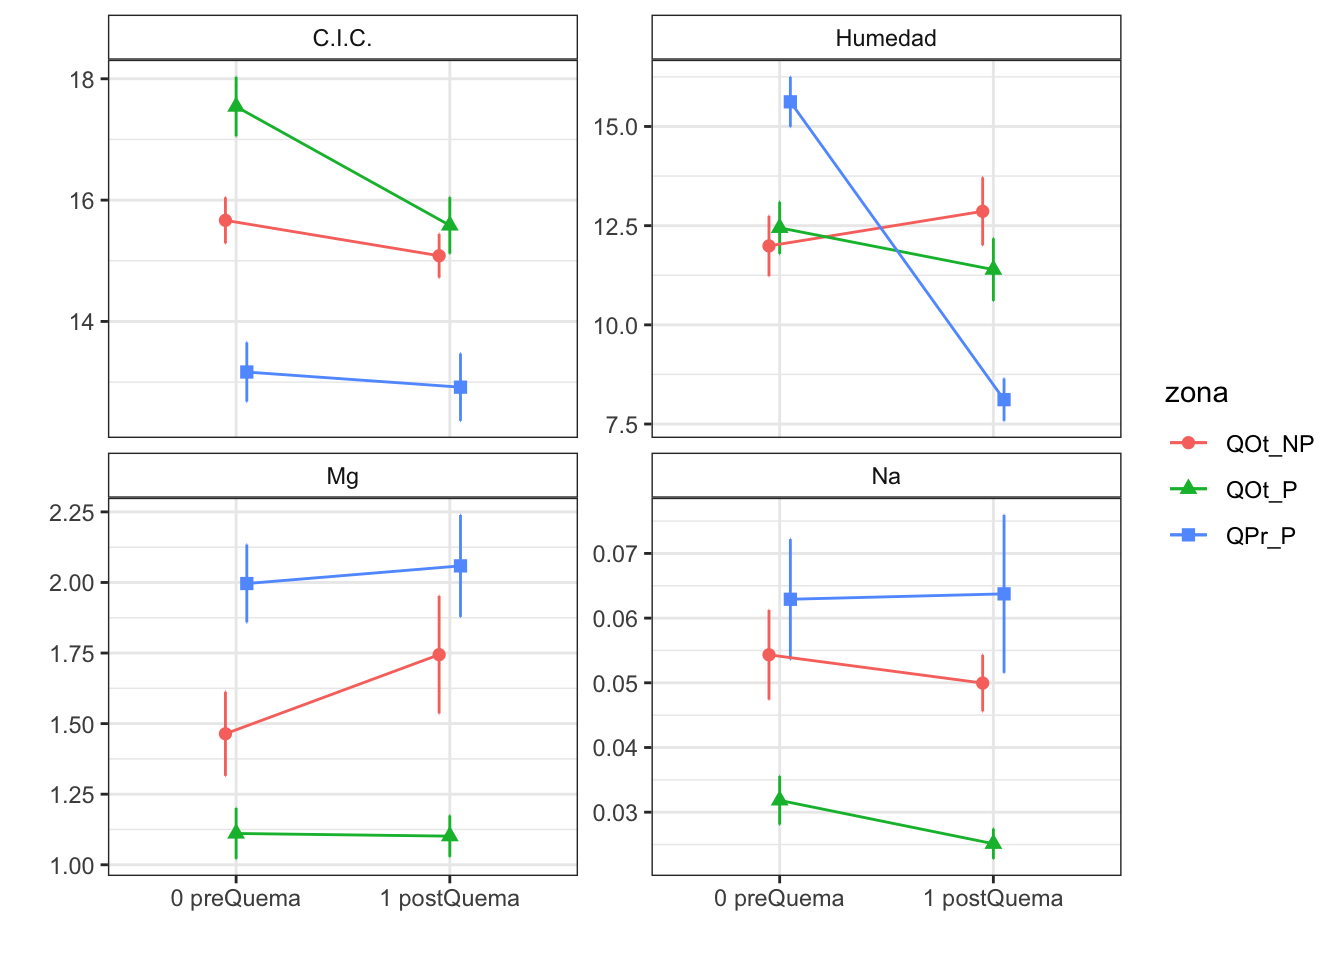 C.I.C.
Humedad
18
16
14
15.0
12.5
10.0
7.5
Mg
Na
2.25
2.00
1.75
1.50
1.25
1.00
0.07
0.06
0.05
0.04
0.03
0 preQuema
1 postQuema
0 preQuema
1 postQuema
zona
QOt_NP
QOt_P
QPr_P